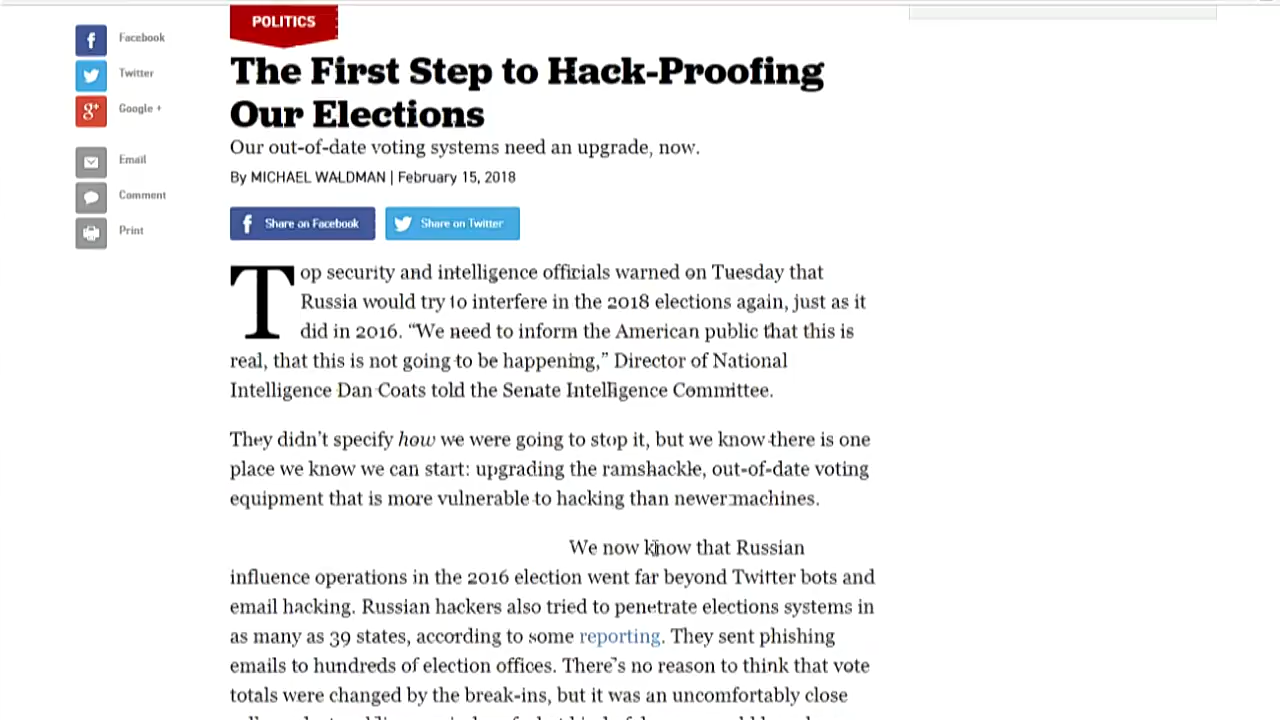 POLITICS
Facebook
The First Step to Hack-Proofing
Twitter
Google +
Our Elections
Our out-of-date voting systems need an upgrade, now.
Email
By MICHAEL WALDMAN | February 15, 2018
Comment
Print
Share on Facebook
Share on Twitter
Top security and intelligence officials warned on Tuesday that
Russia would try to interfere in the 2018 elections again, just as it
did in 2016. “We need to inform the American public that this is
real, that this is not going to be happening,” Director of National
Intelligence Dan Coats told the Senate Intelligence Committee.
They didn’t specify how we were going to stop it, but we know there is one
place we know we can start: upgrading the ramshackle, out-of-date voting
equipment that is more vulnerable to hacking than newer machines.
We now know that Russian
influence operations in the 2016 election went far beyond Twitter bots and
email hacking. Russian hackers also tried to penetrate elections systems in
as many as 39 states, according to some reporting. They sent phishing
emails to hundreds of election offices. There’s no reason to think that vote
totals were changed by the break-ins, but it was an uncomfortably close